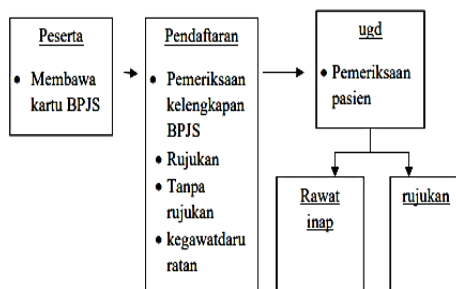 Peserta
• Membawa
kartu BPJS
Pendaftaran
• Pemeriksaan
kelengkapan
BPJS
• Rujukan
• Tanpa
rujukan
• kegawatdaru
ratan
ugd
• Pemeriksaan
pasien
Rawat
inap
rujukan